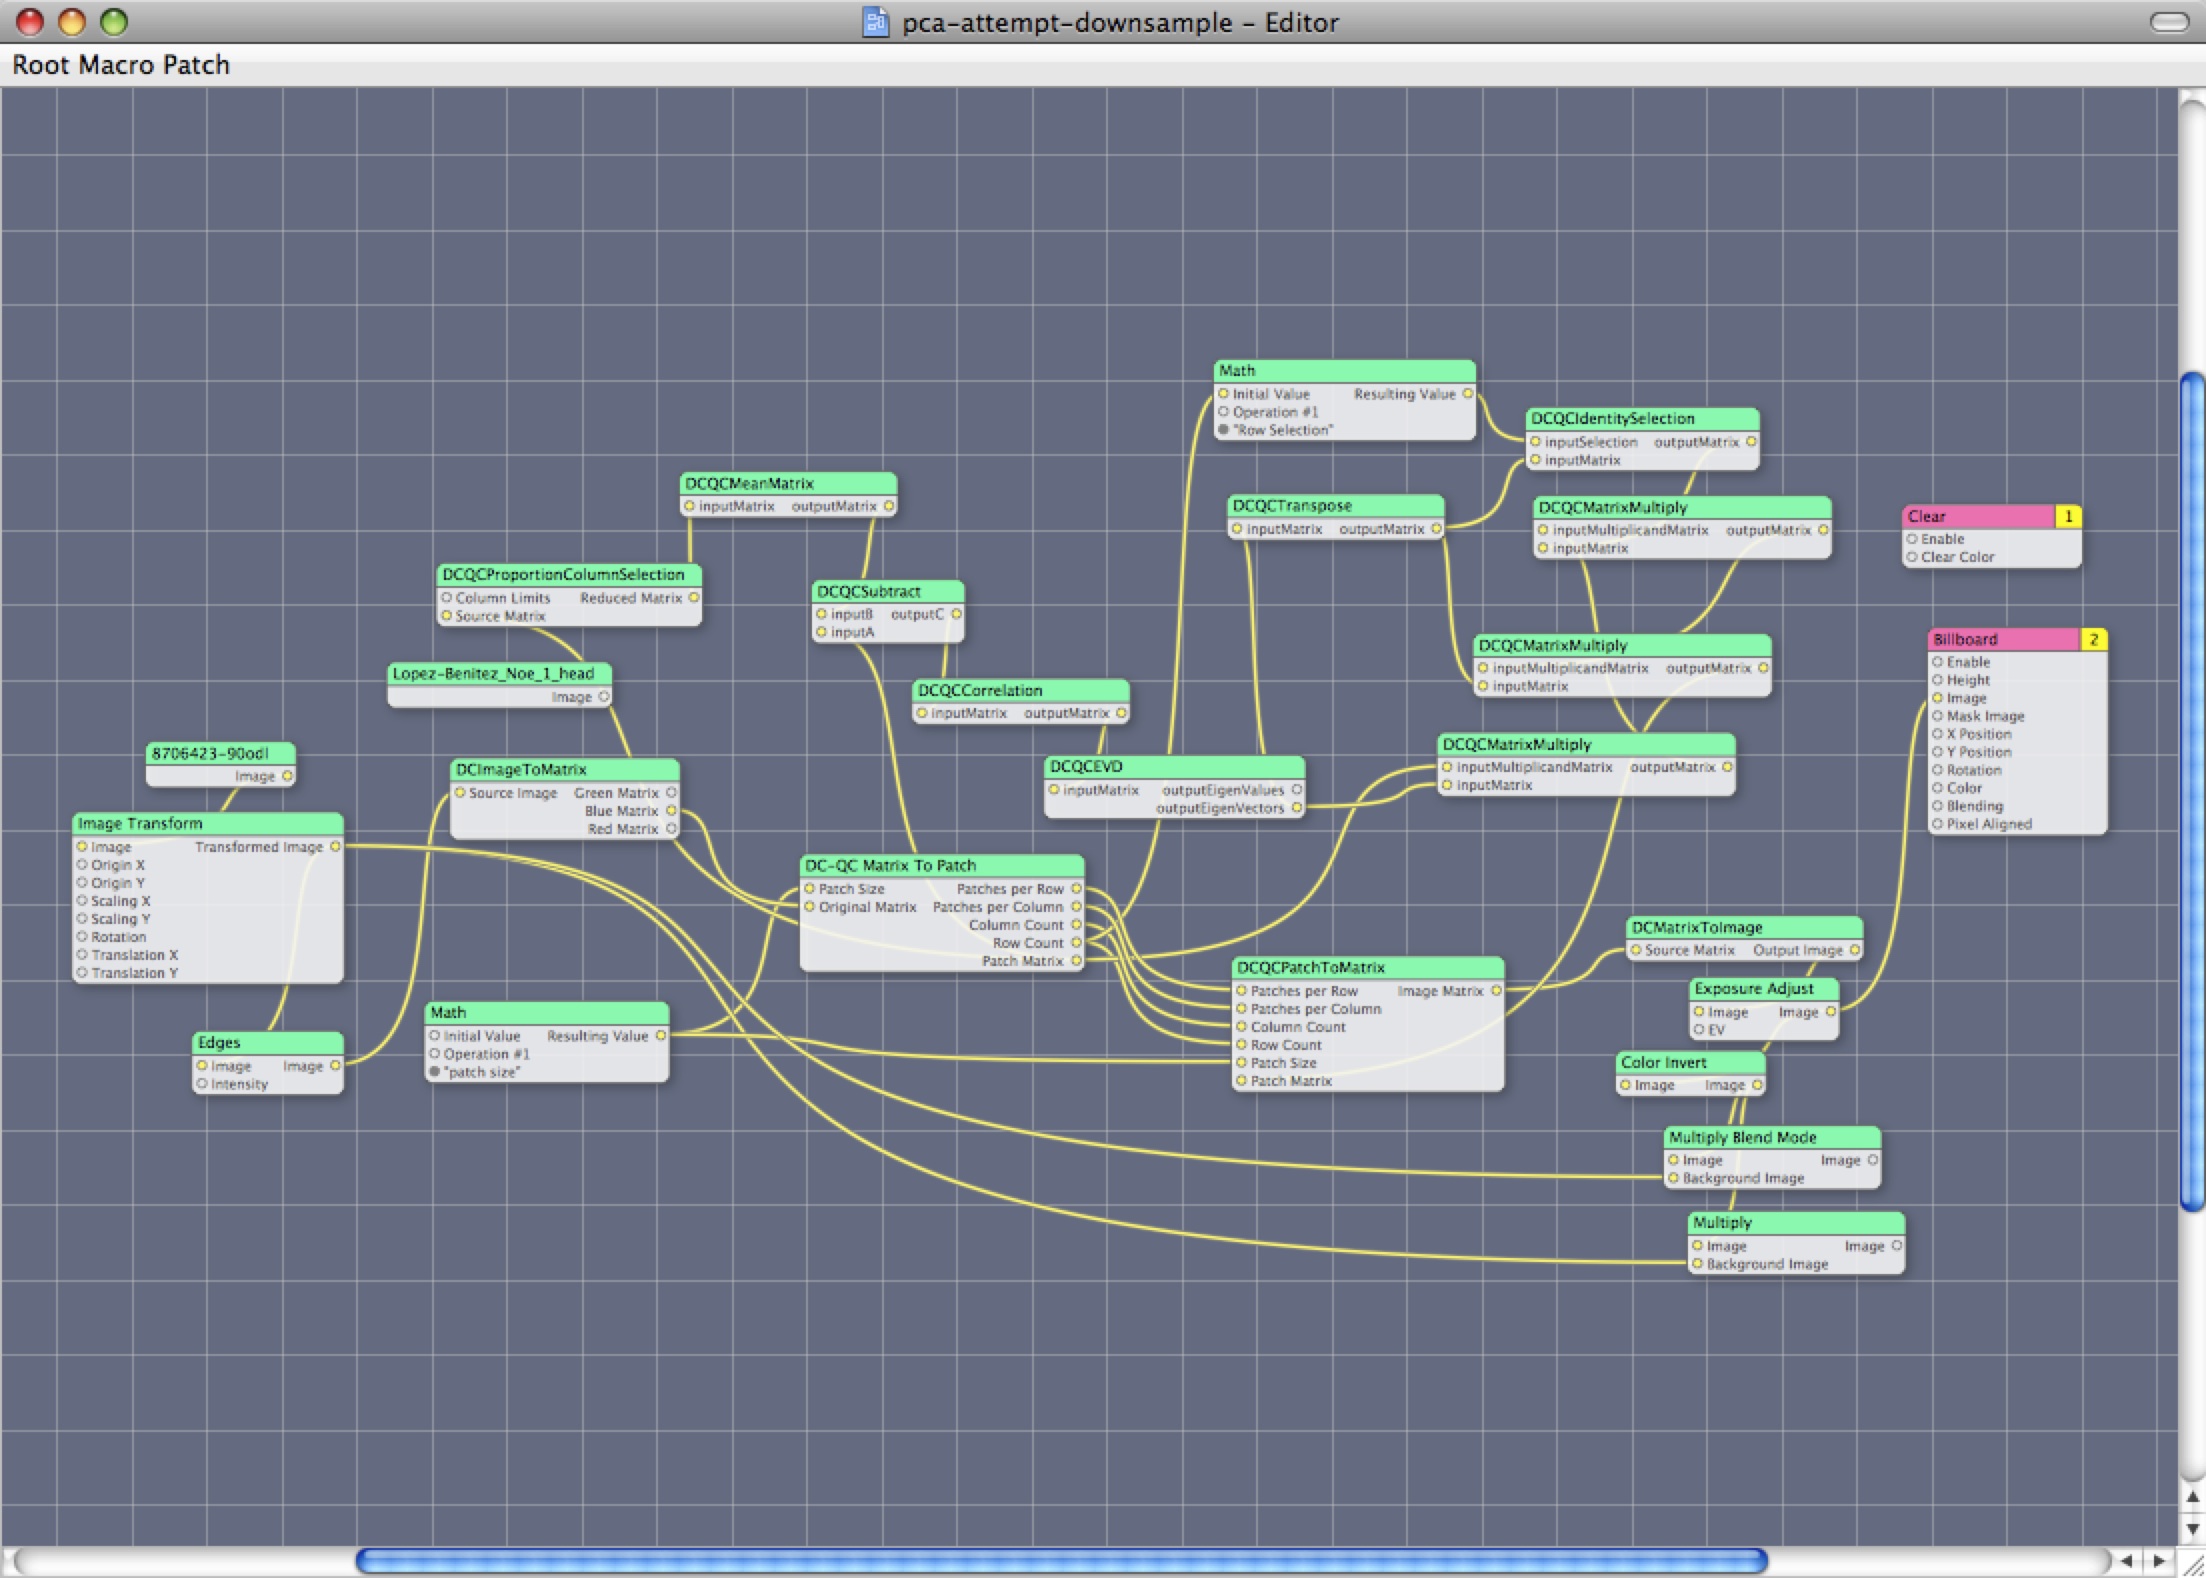 pca-attempt-downsample – Editor
Root Macro Patch
Math
Initial Value Resulting Value
Operation #1
"Row Selection"
DCQCIdentitySelection
inputSelection outputMatrix
inputMatrix
DCQCMeanMatrix
inputMatrix outputMatrix
DCQCTranspose
inputMatrix outputMatrix
DCQCMatrixMultiply
inputMultiplicandMatrix outputMatrix
inputMatrix
Clear 1
Enable
Clear Color
DCQCProportionColumnSelection
Column Limits Reduced Matrix
Source Matrix
DCQCSubtract
inputB outputC
inputA
DCQCMatrixMultiply
inputMultiplicandMatrix outputMatrix
inputMatrix
Billboard 2
Enable
Height
Image
Mask Image
X Position
Y Position
Rotation
Color
Blending
Pixel Aligned
Lopez-Benitez_Noe_1_head
Image
DCQCCorrelation
inputMatrix outputMatrix
DCQCMatrixMultiply
inputMultiplicandMatrix outputMatrix
inputMatrix
8706423-90odl
Image
DCImageToMatrix
Source Image Green Matrix
Blue Matrix
Red Matrix
DCQCEVD
inputMatrix outputEigenValues
outputEigenVectors
Image Transform
Image Transformed Image
Origin X
Origin Y
Scaling X
Scaling Y
Rotation
Translation X
Translation Y
DC-QC Matrix To Patch
Patch Size Patches per Row
Original Matrix Patches per Column
Column Count
Row Count
Patch Matrix
DCMatrixToImage
Source Matrix Output Image
DCQCPatchToMatrix
Patches per Row Image Matrix
Patches per Column
Column Count
Row Count
Patch Size
Patch Matrix
Exposure Adjust
Image Image
EV
Math
Initial Value Resulting Value
Operation #1
"patch size"
Edges
Image Image
Intensity
Color Invert
Image Image
Multiply Blend Mode
Image Image
Background Image
Multiply
Image Image
Background Image